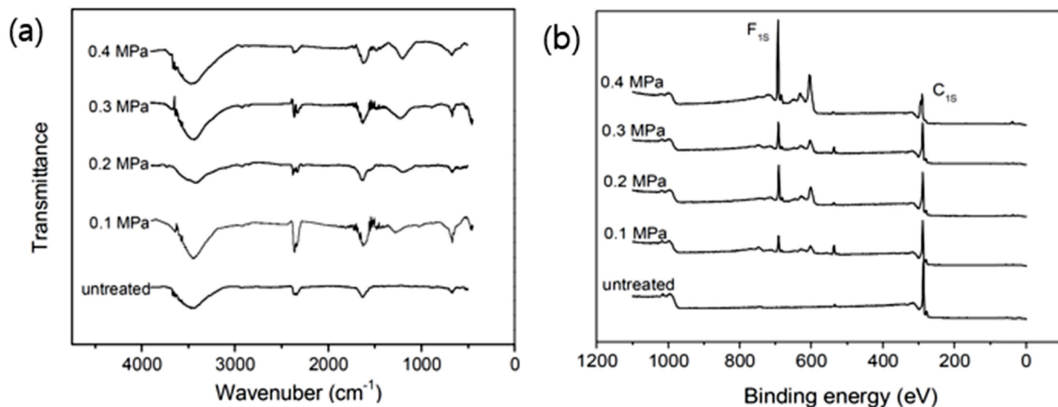 (a)
0.4 MPa
0.3 MPa
0.2 MPa
0.1 MPa
untreated
Transmittance
4000 3000 2000 1000 0
Wavenuber (cm-1)
(b)
F1S
C1S
0.4 MPa
0.3 MPa
0.2 MPa
0.1 MPa
untreated
1200 1000 800 600 400 200 0
Binding energy (eV)